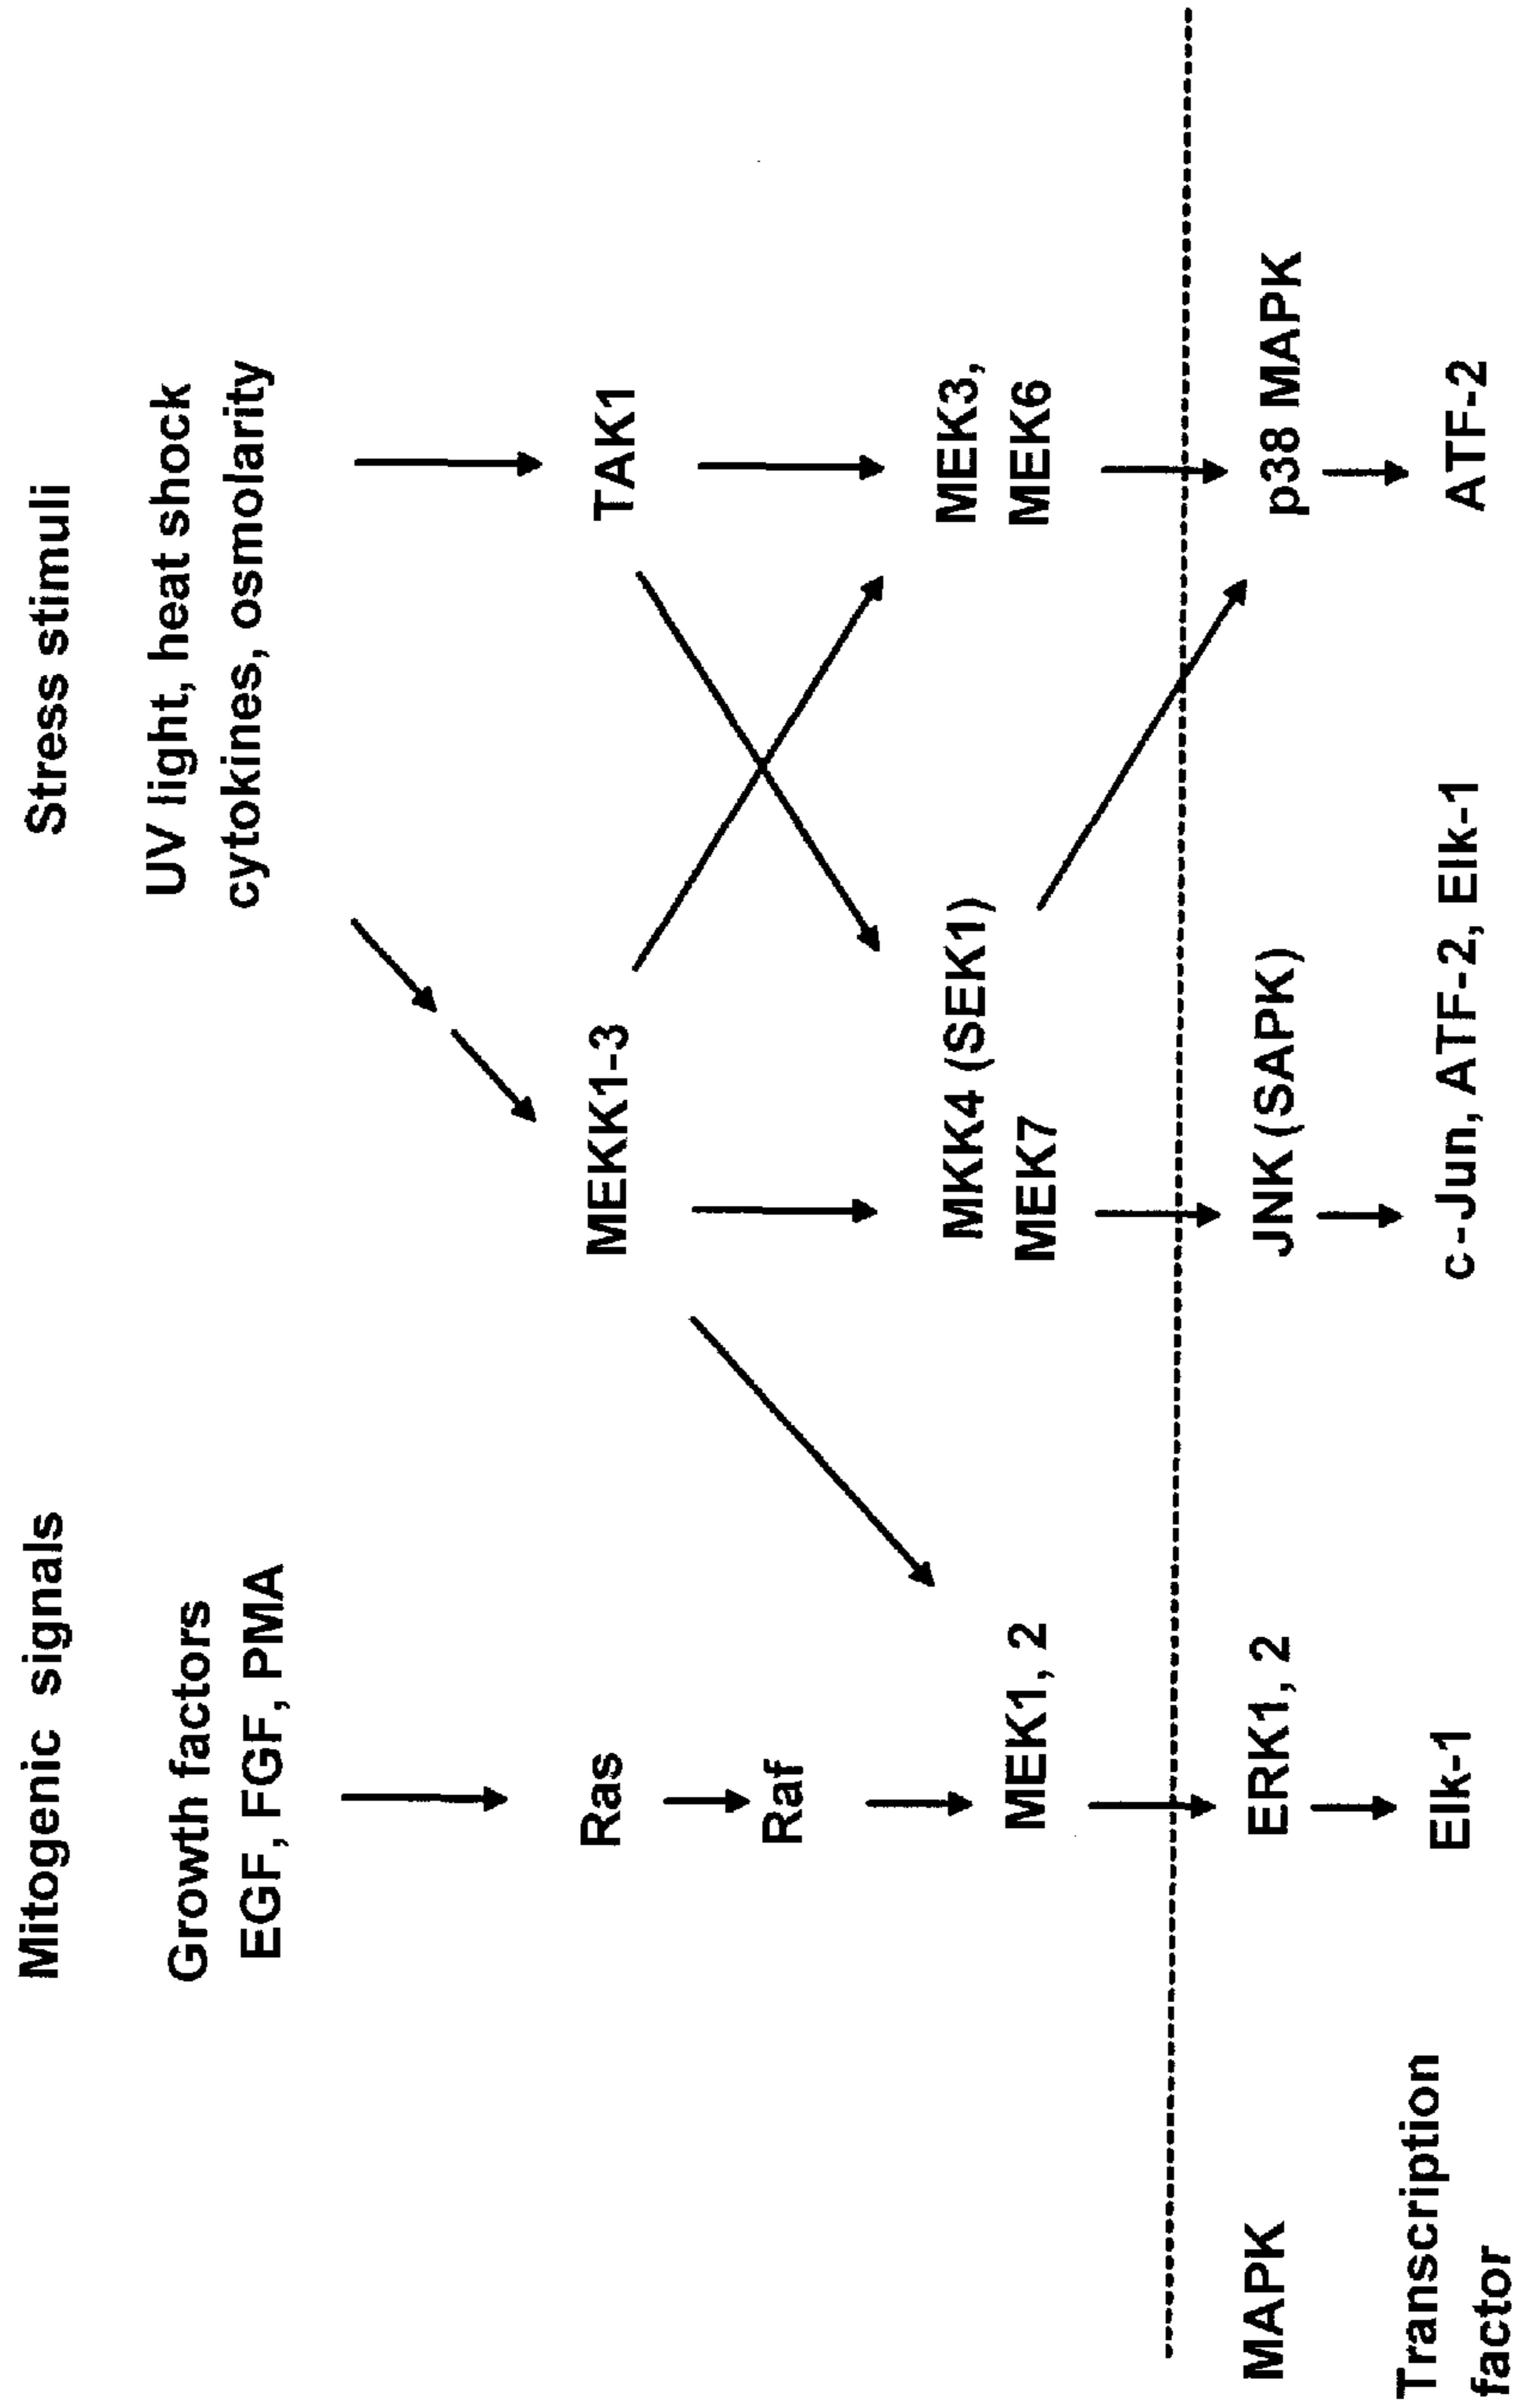 Mitogenic signals
Stress stimuli
Growth factors
EGF, FGF, PMA
UV light, heat shock
cytokines, osmolarity
Ras
MEKK1-3
TAK1
Raf
MEK1, 2
MKK4 (SEK1)
MEK7
MEK3,
MEK6
MAPK
ERK1, 2
JNK (SAPK)
p38 MAPK
Transcription
factor
Elk-1
c-Jun, ATF-2, Elk-1
ATF-2